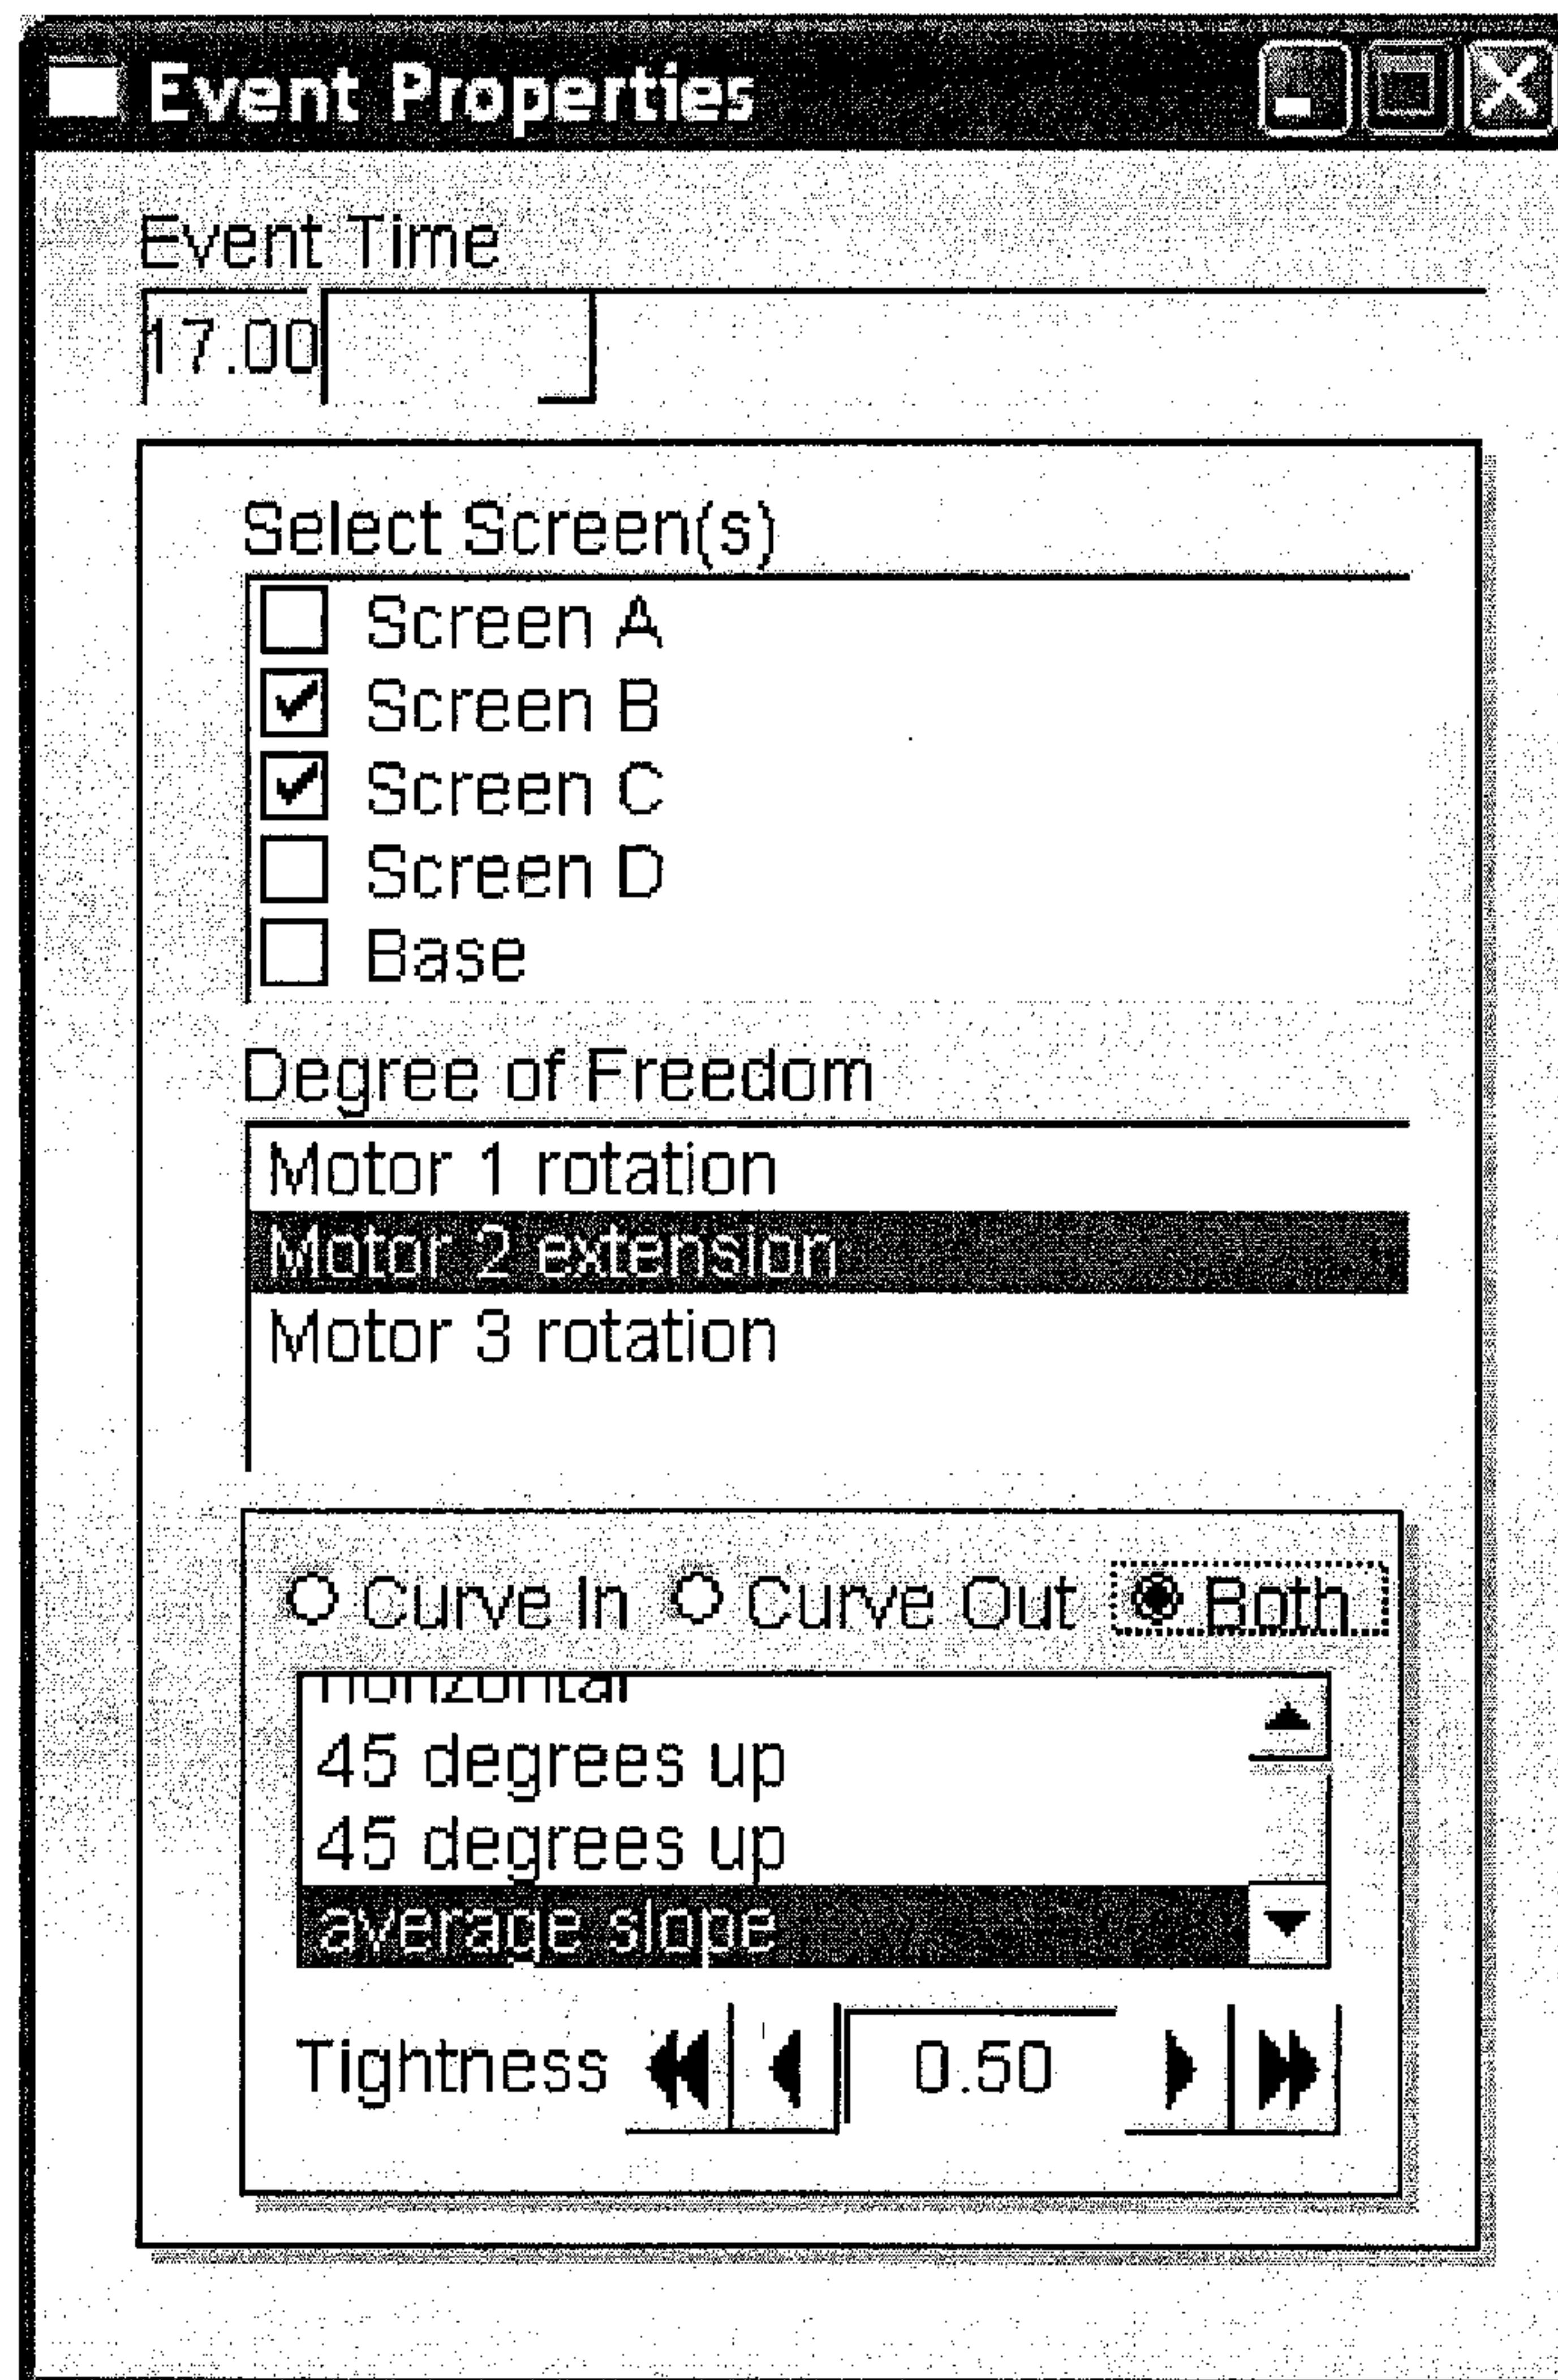 Event Properties
Event Time
17.00
Select Screen(s)
Screen A
Screen B
Screen C
Screen D
Base
Degree of Freedom
Motor 1 rotation
Motor 2 extension
Motor 3 rotation
Curve In Curve Out Both
horizontal
45 degrees up
45 degrees up
average slope
Tightness 0.50